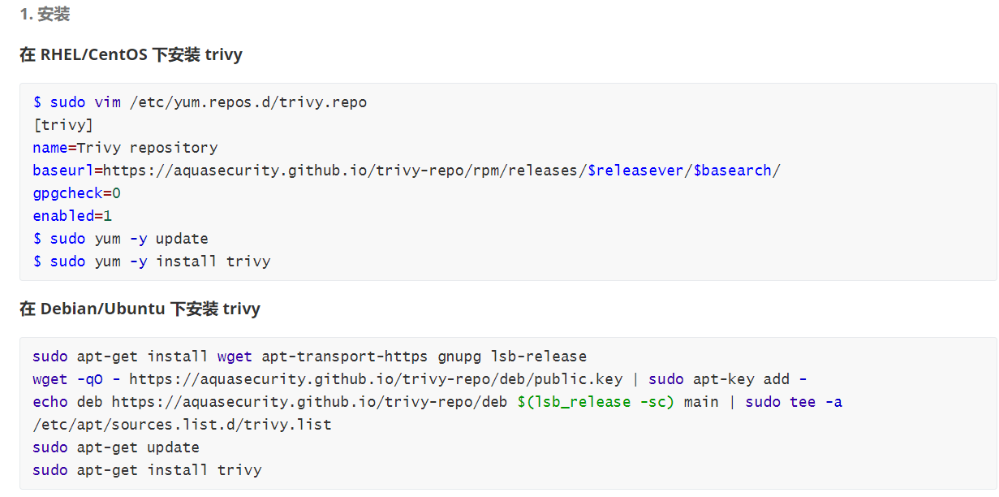 1. 安装
在 RHEL/CentOS 下安装 trivy
$ sudo vim /etc/yum.repos.d/trivy.repo
[trivy]
name=Trivy repository
baseurl=https://aquasecurity.github.io/trivy-repo/rpm/releases/$releasever/$basearch/
gpgcheck=0
enabled=1
$ sudo yum -y update
$ sudo yum -y install trivy
在 Debian/Ubuntu 下安装 trivy
sudo apt-get install wget apt-transport-https gnupg lsb-release
wget -qO - https://aquasecurity.github.io/trivy-repo/deb/public.key | sudo apt-key add -
echo deb https://aquasecurity.github.io/trivy-repo/deb $(lsb_release -sc) main | sudo tee -a
/etc/apt/sources.list.d/trivy.list
sudo apt-get update
sudo apt-get install trivy